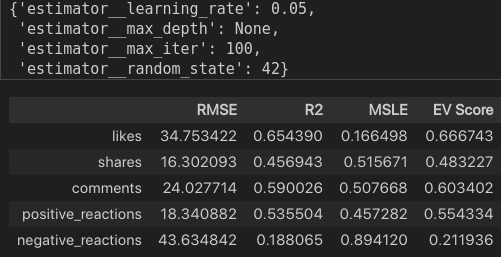 {'estimator__learning_rate': 0.05,
 'estimator__max_depth': None,
 'estimator__max_iter': 100,
 'estimator__random_state': 42}
RMSE R2 MSLE EV Score
likes 34.753422 0.654390 0.166498 0.666743
shares 16.302093 0.456943 0.515671 0.483227
comments 24.027714 0.590026 0.507668 0.603402
positive_reactions 18.340882 0.535504 0.457282 0.554334
negative_reactions 43.634842 0.188065 0.894120 0.211936